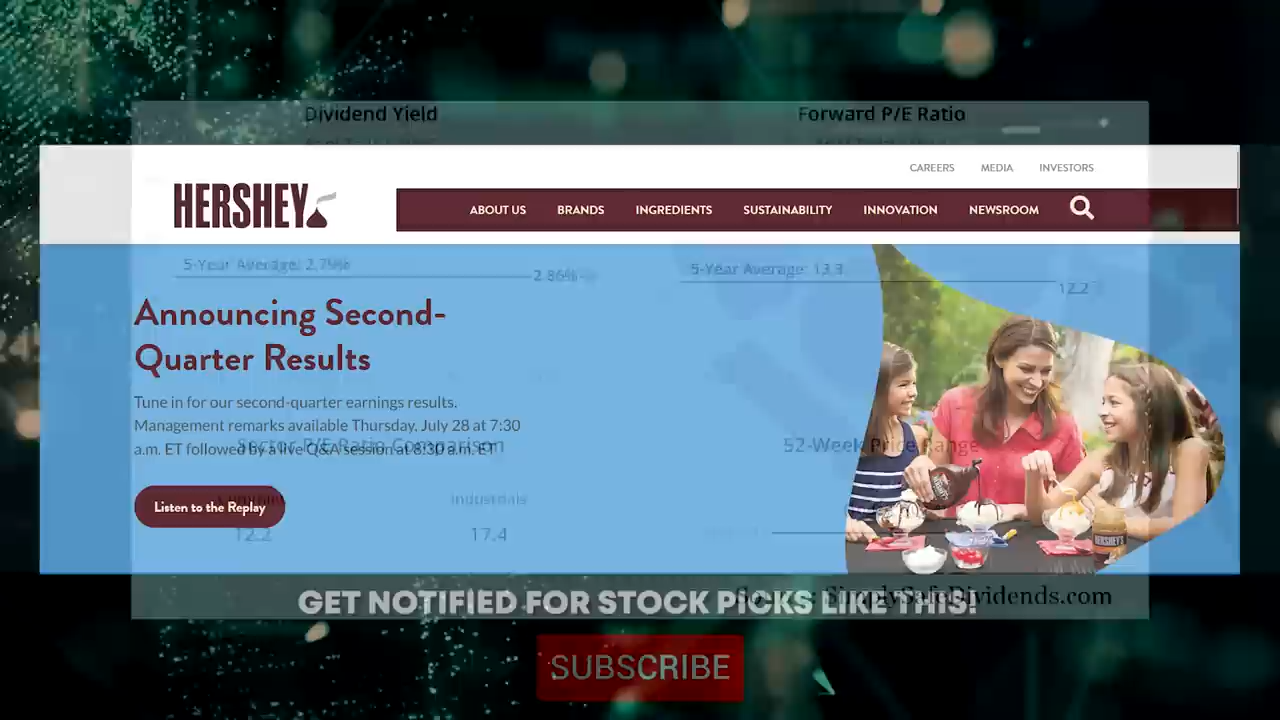 Dividend Yield
Forward P/E Ratio
CAREERS MEDIA INVESTORS
HERSHEY
ABOUT US BRANDS INGREDIENTS SUSTAINABILITY INNOVATION NEWSROOM
5-Year Average: 2.79%
2.86%
5-Year Average: 13.3
12.2
Announcing Second-
Quarter Results
Tune in for our second-quarter earnings results.
Management remarks available Thursday, July 28 at 7:30
a.m. ET followed by a live Q&A session at 8:30 a.m. ET
Sector P/E Ratio Comparison
52-Week Price Range
Listen to the Replay
Industrials
12.2
17.4
HERSHEY'S
GET NOTIFIED FOR STOCK PICKS LIKE THIS!
Source: SimplySafeDividends.com
SUBSCRIBE